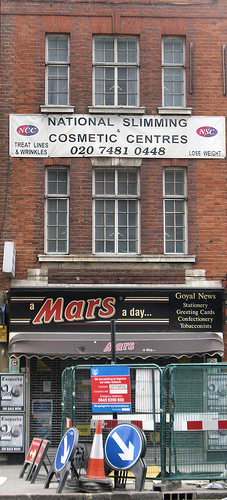 NCC
NATIONAL SLIMMING
&
COSMETIC CENTRES
NSC
TREAT LINES
& WRINKLES
020 7481 0448
LOSE WEIGHT
a Mars a day...
Goyal News
Stationery
Greeting Cards
Confectionery
Tobacconists
Mars